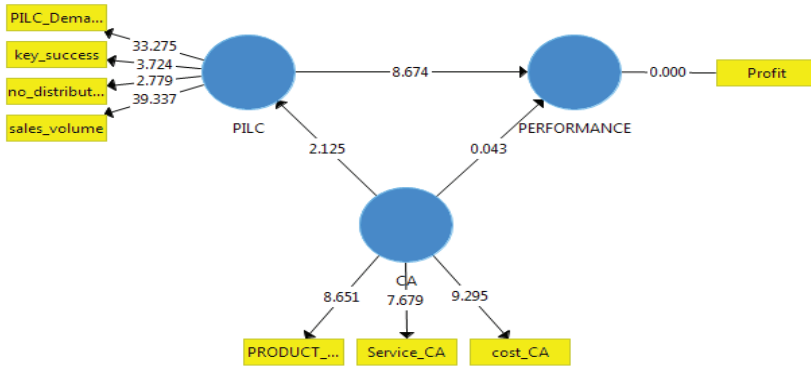 PILC_Dema...
33.275
key_success
3.724
no_distribut...
2.779
sales_volume
39.337
PILC
8.674
PERFORMANCE
0.000
Profit
2.125
0.043
CA
8.651
7.679
9.295
PRODUCT_...
Service_CA
cost_CA